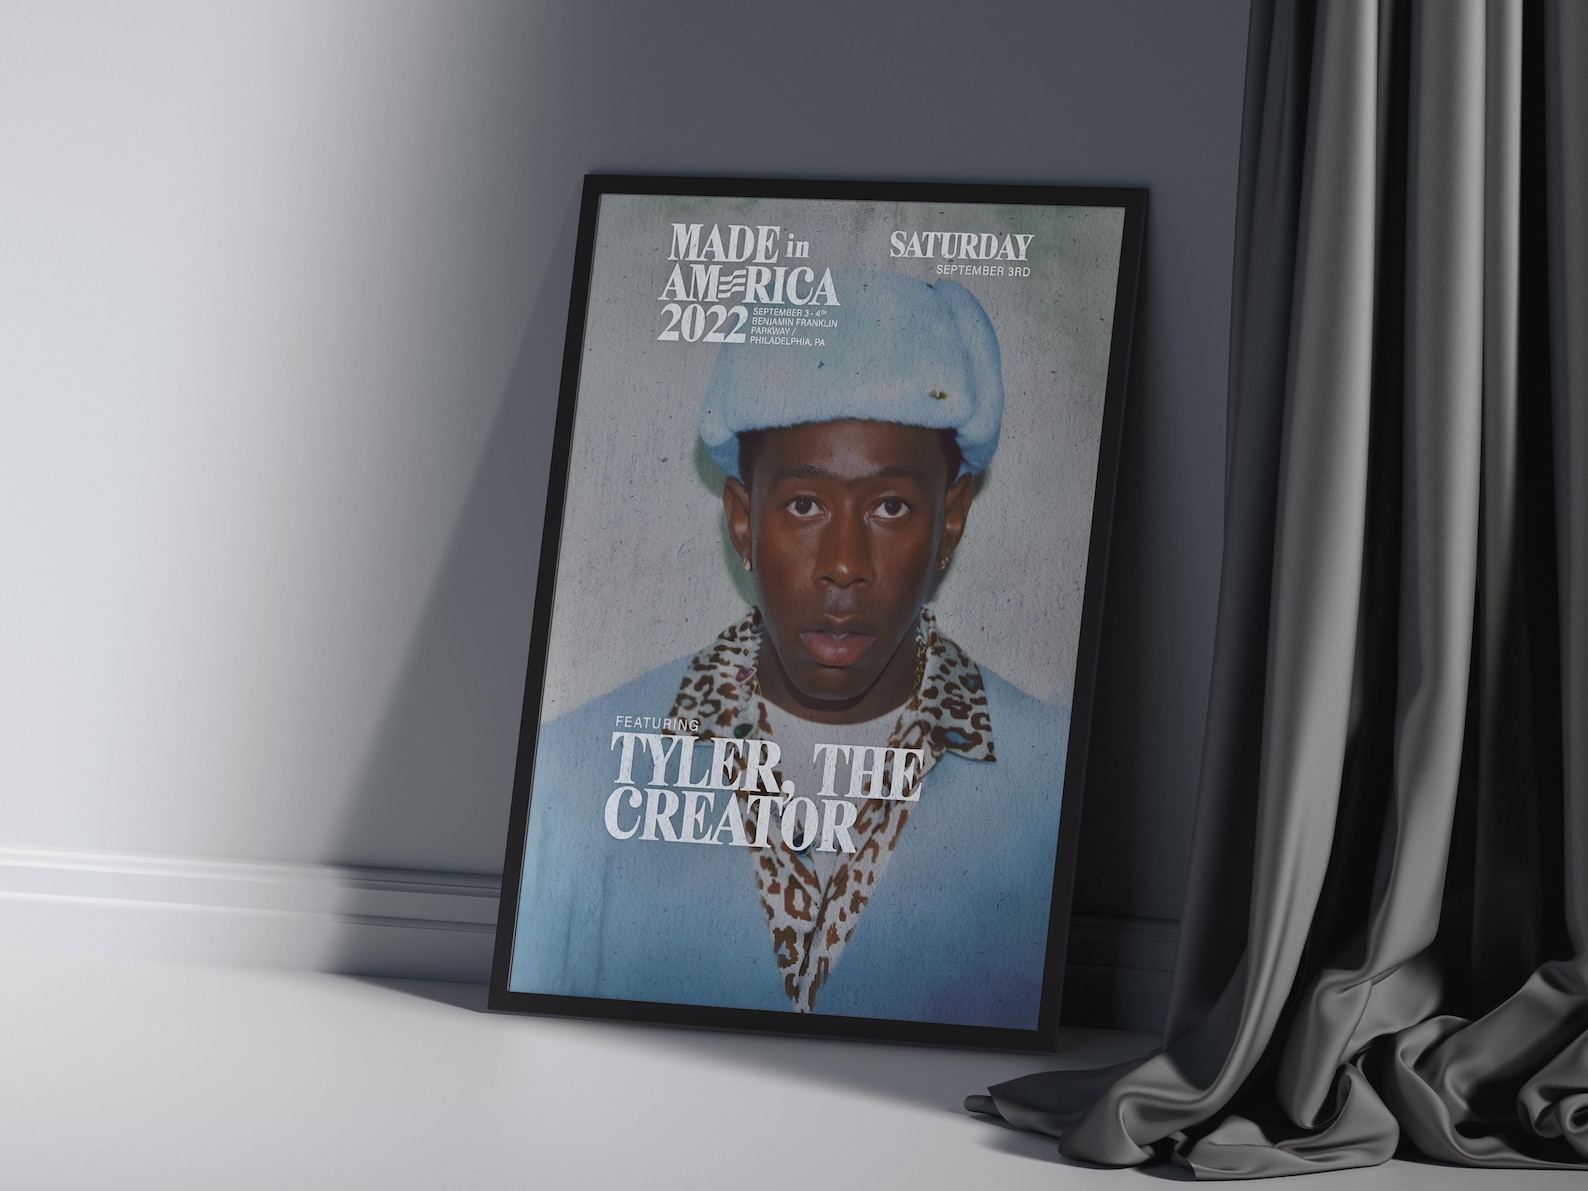 MADE in
AMERICA
2022
SEPTEMBER 3 - 4TH
BENJAMIN FRANKLIN
PARKWAY /
PHILADELPHIA, PA
SATURDAY
SEPTEMBER 3RD
FEATURING
TYLER, THE
CREATOR